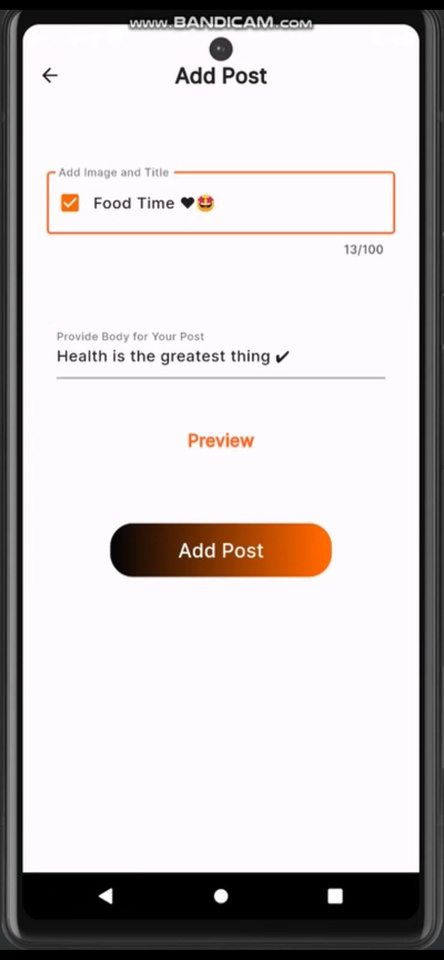 www.BANDICAM.com
Add Post
Add Image and Title
Food Time 🖤🤩
13/100
Provide Body for Your Post
Health is the greatest thing ✔
Preview
Add Post